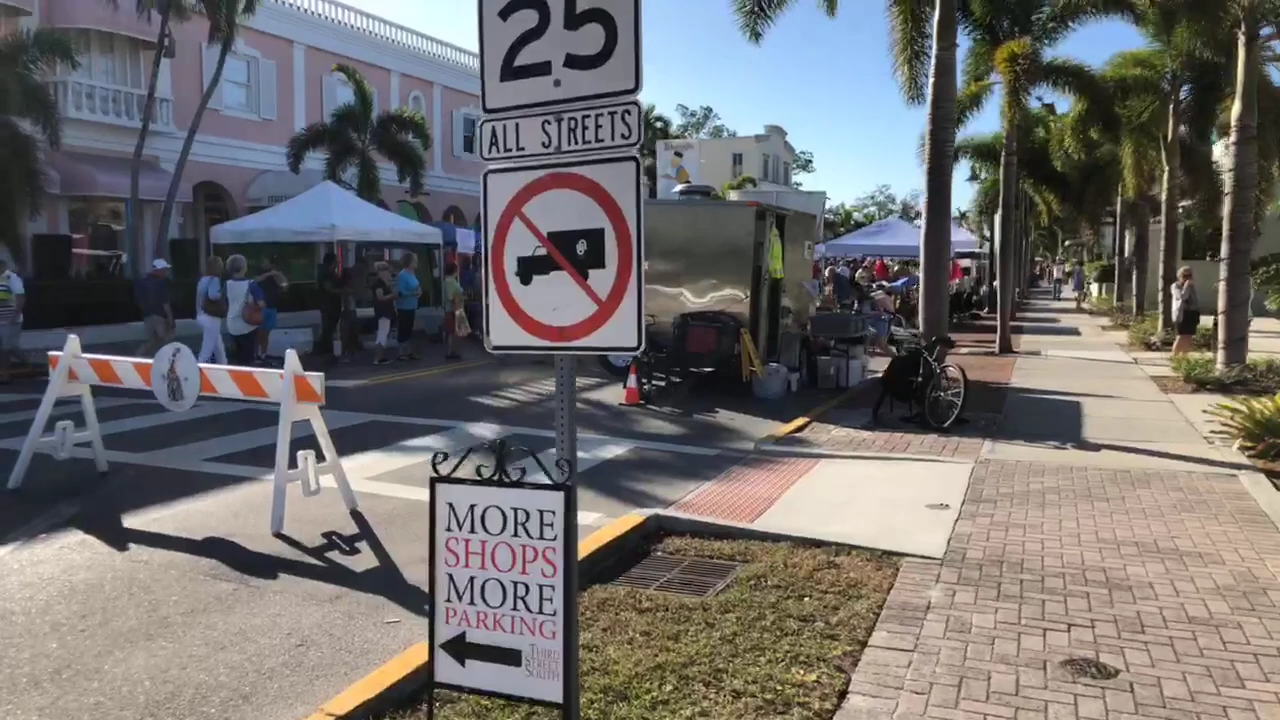 25
ALL STREETS
MORE
SHOPS
MORE
PARKING
THIRD
STREET
SOUTH